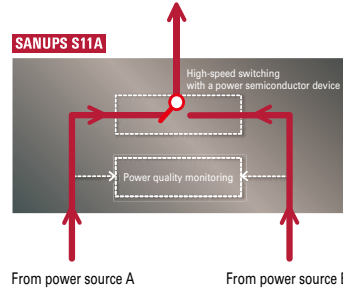 SANUPS S11A
High-speed switching
with a power semiconductor device
Power quality monitoring
From power source A
From power source